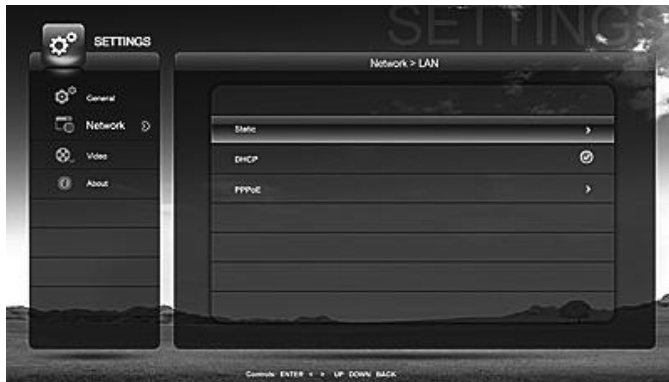 SETTINGS
SETTINGS
Network > LAN
General
Network
Video
About
Static
DHCP
PPPoE
Controls: ENTER < > UP DOWN BACK